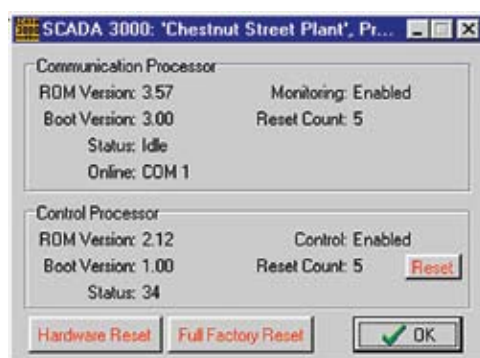 SCADA 3000: 'Chestnut Street Plant', Pr...
Communication Processor
ROM Version: 3.57 Monitoring: Enabled
Boot Version: 3.00 Reset Count: 5
Status: Idle
Online: COM 1
Control Processor
ROM Version: 2.12 Control: Enabled
Boot Version: 1.00 Reset Count: 5 Reset
Status: 34
Hardware Reset Full Factory Reset OK